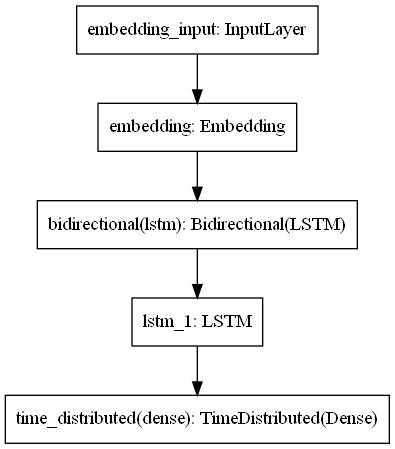 embedding_input: InputLayer
embedding: Embedding
bidirectional(lstm): Bidirectional(LSTM)
lstm_1: LSTM
time_distributed(dense): TimeDistributed(Dense)